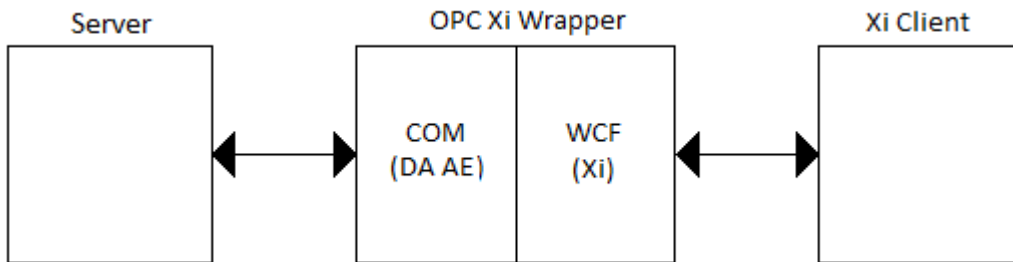 Server
OPC Xi Wrapper
Xi Client
COM
(DA AE)
WCF
(Xi)